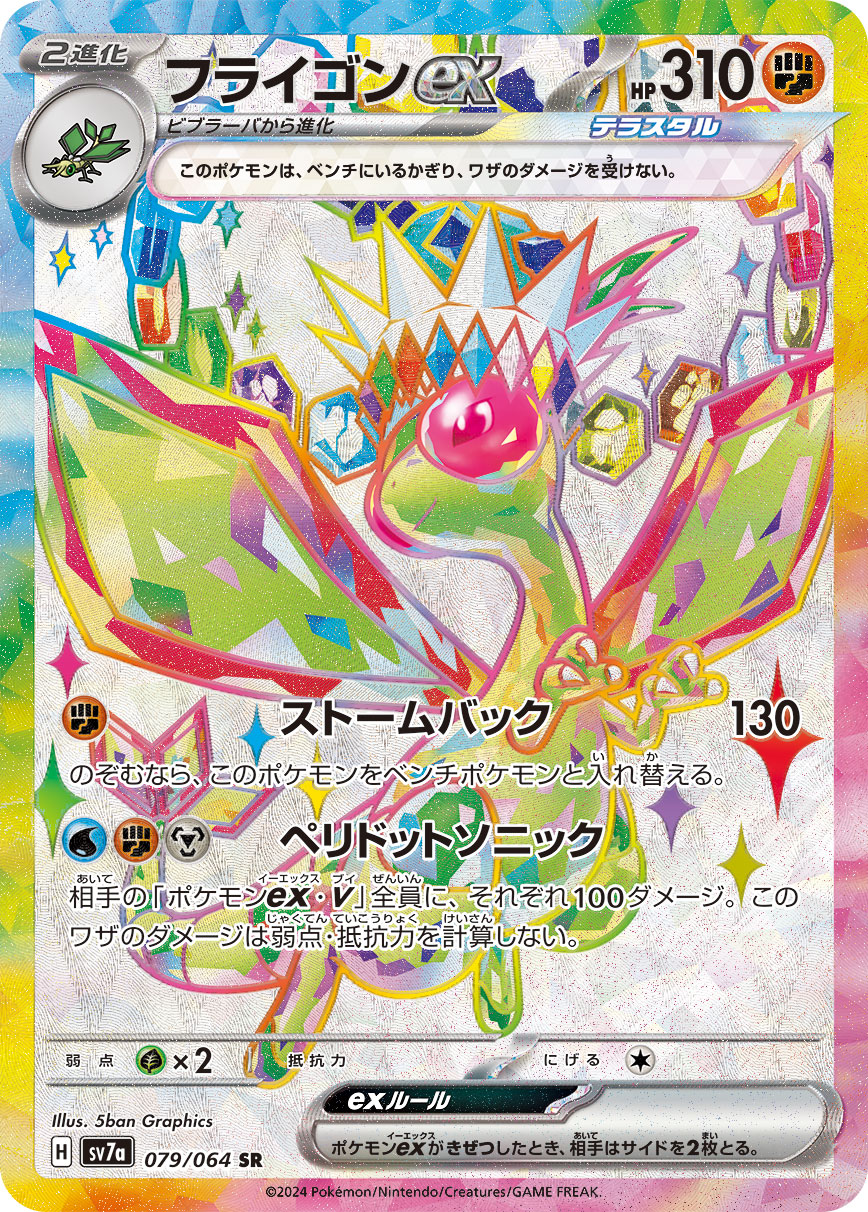 2進化
フライゴンex HP310
ビブラーバから進化 テラスタル
このポケモンは、ベンチにいるかぎり、ワザのダメージを受けない。
ストームバック 130
のぞむなら、このポケモンをベンチポケモンと入れ替える。
ペリドットソニック
相手の「ポケモンex・V」全員に、それぞれ100ダメージ。この
ワザのダメージは弱点・抵抗力を計算しない。
弱点 ×2 抵抗力 にげる
exルール
ポケモンexがきぜつしたとき、相手はサイドを2枚とる。
Illus. 5ban Graphics
H sv7a 079/064 SR
©2024 Pokémon/Nintendo/Creatures/GAME FREAK.